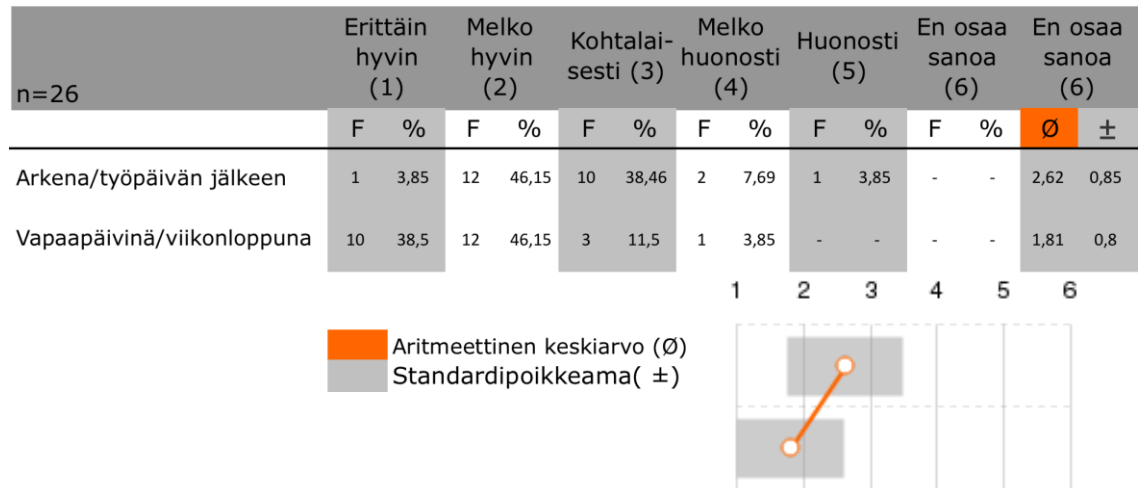 Erittäin Melko Kohtalai- Melko Huonosti En osaa En osaa
hyvin hyvin sesti (3) huonosti (5) sanoa sanoa
n=26 (1) (2) (4) (6) (6)
F % F % F % F % F % F % Ø ±
Arkena/työpäivän jälkeen 1 3,85 12 46,15 10 38,46 2 7,69 1 3,85 - - 2,62 0,85
Vapaapäivinä/viikonloppuna 10 38,5 12 46,15 3 11,5 1 3,85 - - - - 1,81 0,8
1 2 3 4 5 6
Aritmeettinen keskiarvo (Ø)
Standardipoikkeama( ±)